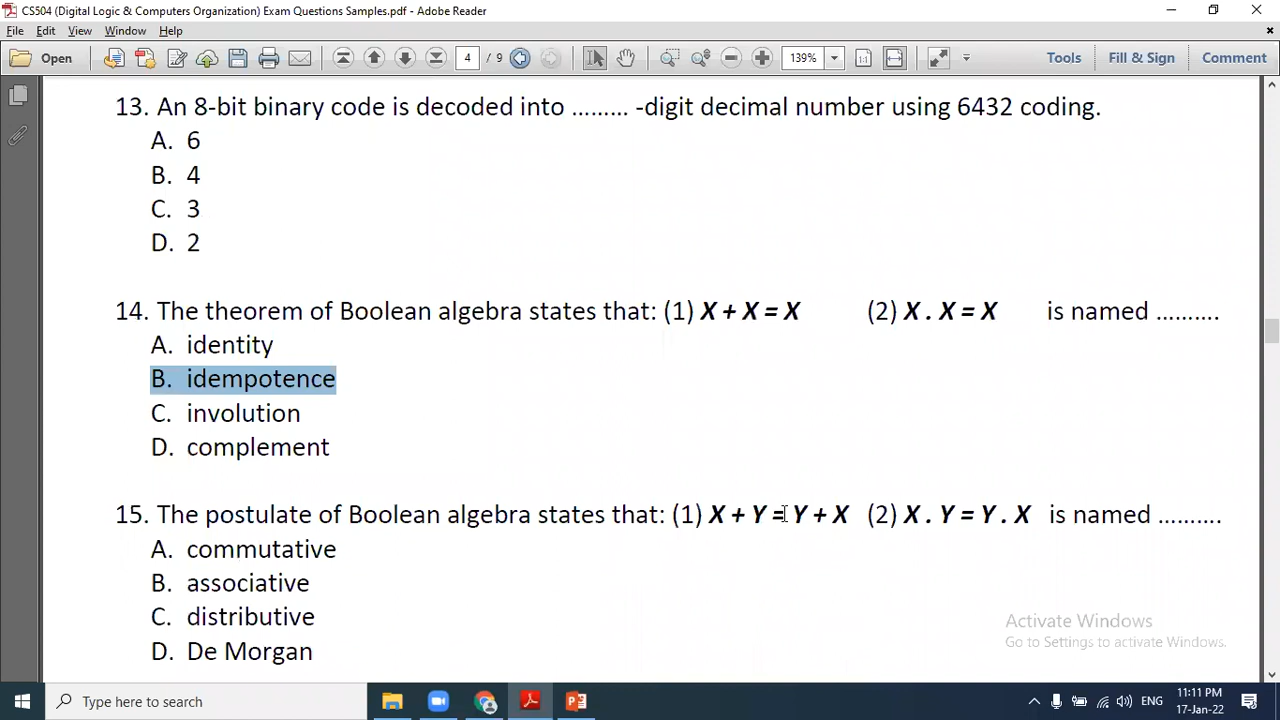 CS504 (Digital Logic & Computers Organization) Exam Questions Samples.pdf - Adobe Reader
File Edit View Window Help
Open 4 / 9 139% Tools Fill & Sign Comment
13. An 8-bit binary code is decoded into ......... -digit decimal number using 6432 coding.
A. 6
B. 4
C. 3
D. 2
14. The theorem of Boolean algebra states that: (1) X + X = X (2) X . X = X is named ..........
A. identity
B. idempotence
C. involution
D. complement
15. The postulate of Boolean algebra states that: (1) X + Y = Y + X (2) X . Y = Y . X is named ..........
A. commutative
B. associative
C. distributive
D. De Morgan
Activate Windows
Go to Settings to activate Windows.
Type here to search
ENG
11:11 PM
17-Jan-22